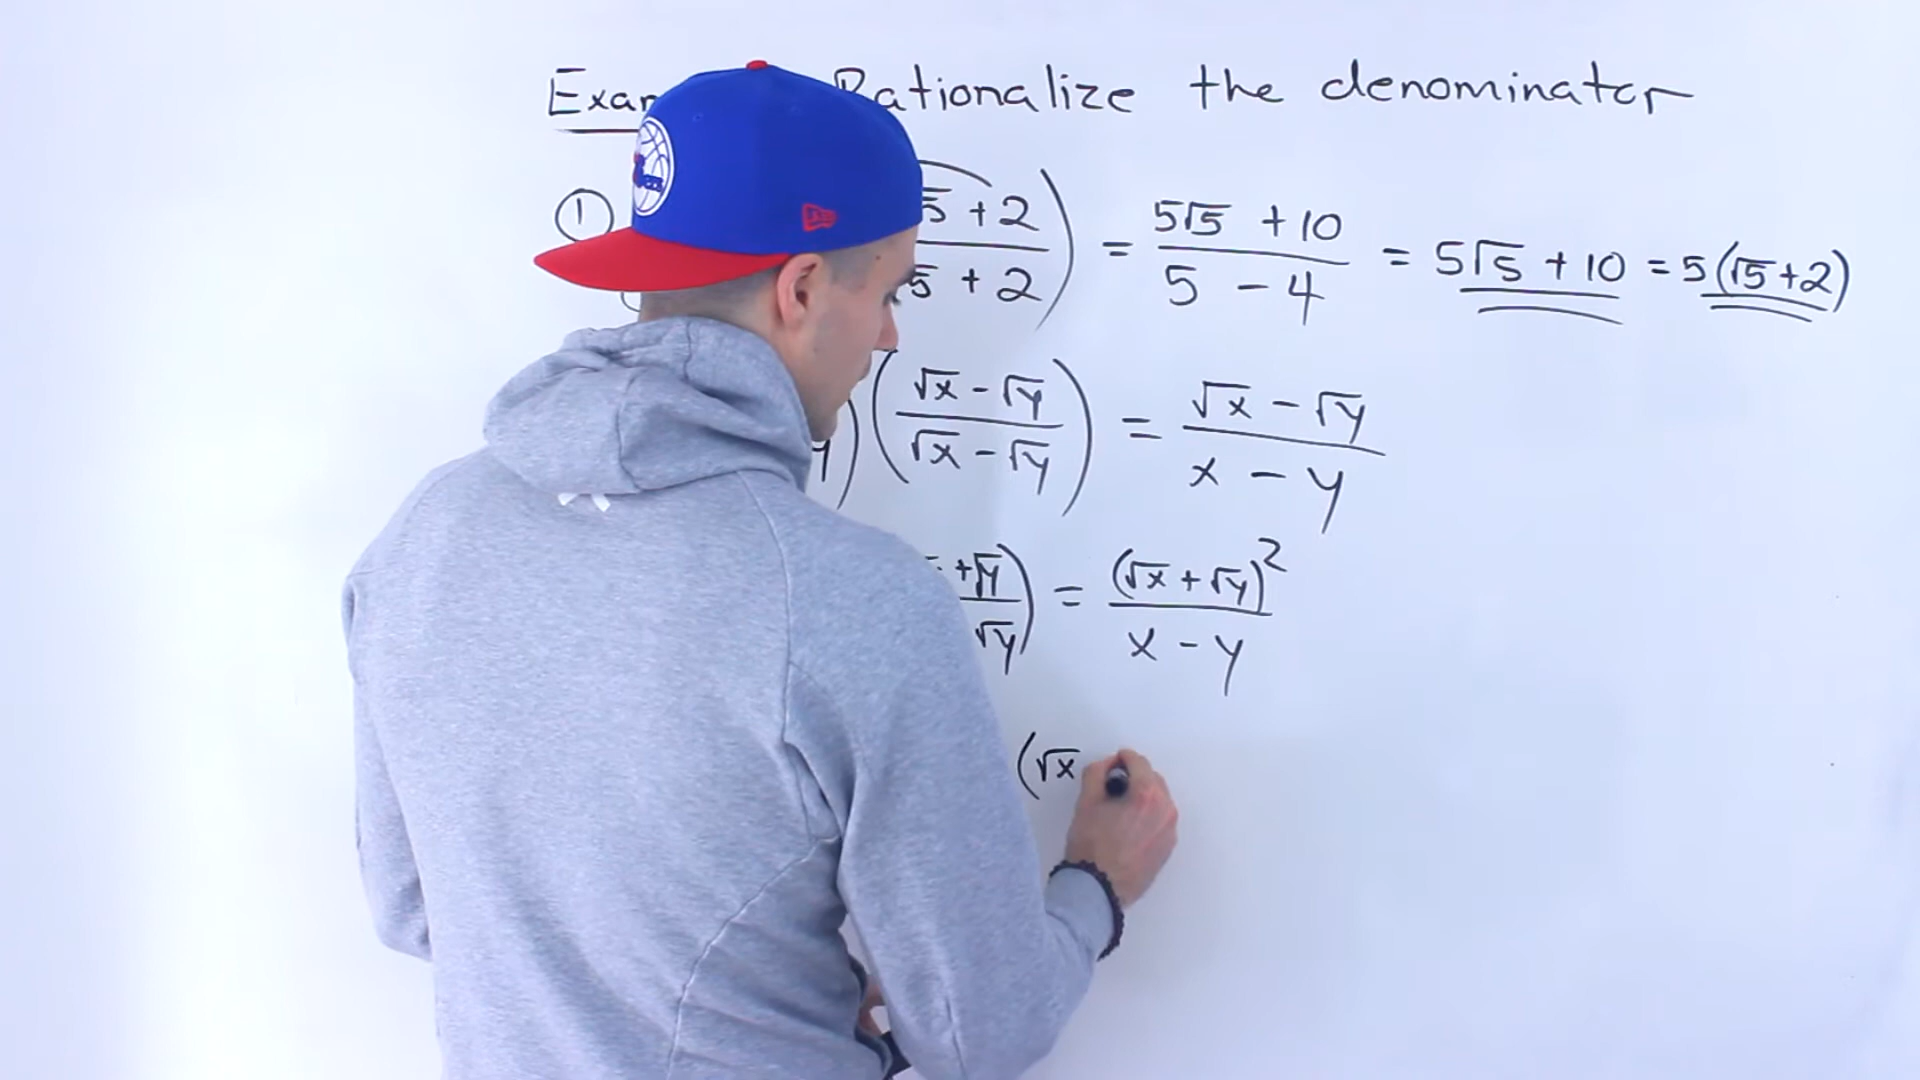 Rationalize the denominator
① √5 + 2 / √5 + 2 ) = 5√5 + 10 / 5 - 4 = 5√5 + 10 = 5(√5+2)
y) ( √x - √y / √x - √y ) = √x - √y / x - y
+√y / √y ) = (√x + √y)² / x - y
(√x